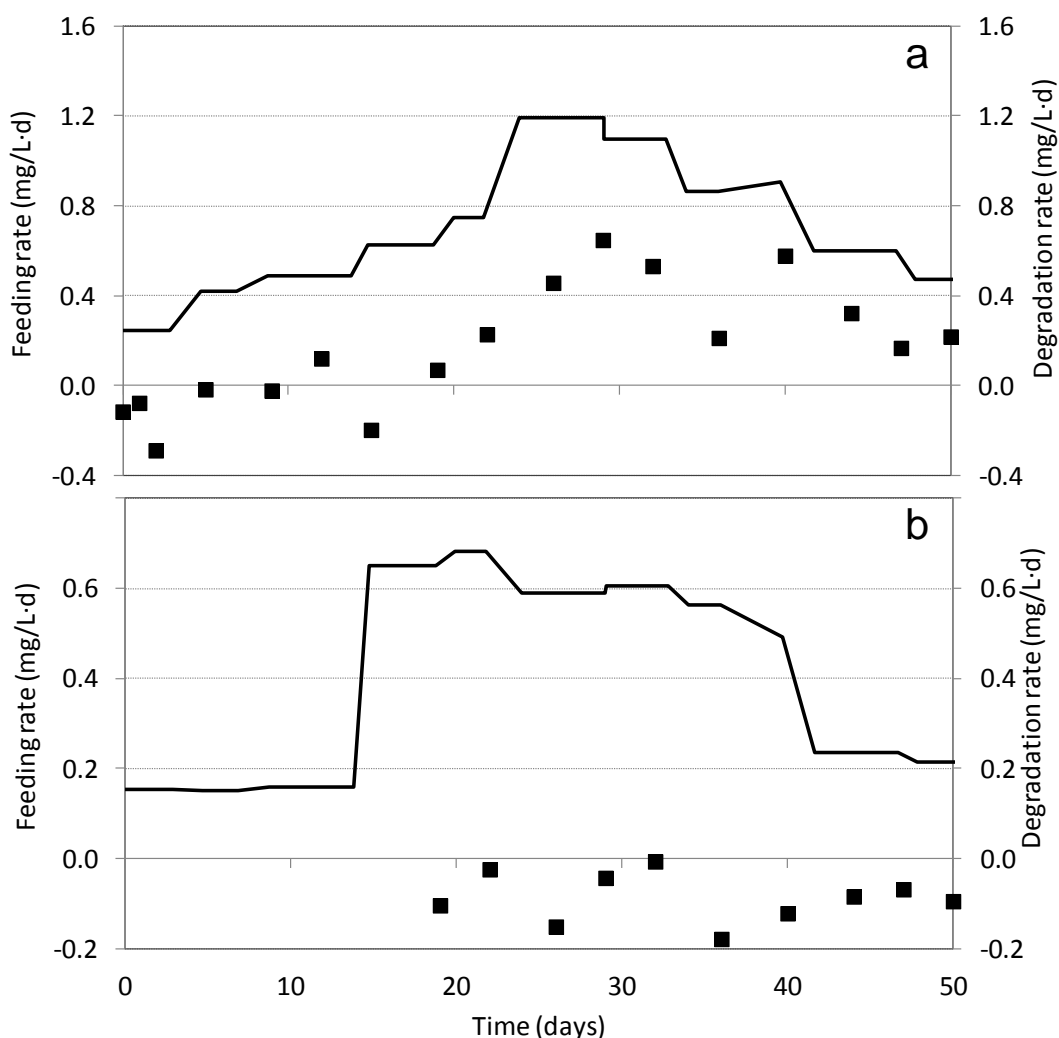 a
Feeding rate (mg/L·d)
1.6
1.2
0.8
0.4
0.0
-0.4
1.6
1.2
0.8
0.4
0.0
-0.4
Degradation rate (mg/L·d)
b
Feeding rate (mg/L·d)
0.6
0.4
0.2
0.0
-0.2
0.6
0.4
0.2
0.0
-0.2
Degradation rate (mg/L·d)
0 10 20 30 40 50
Time (days)